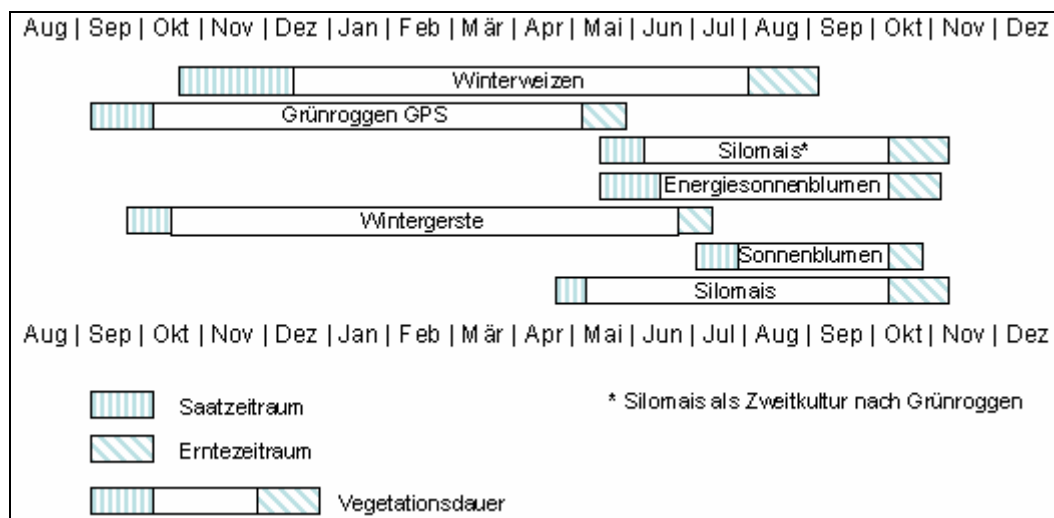 Aug | Sep | Okt | Nov | Dez | Jan | Feb | Mär | Apr | Mai | Jun | Jul | Aug | Sep | Okt | Nov | Dez
Winterweizen
Grünroggen GPS
Silomais*
Energiesonnenblumen
Wintergerste
Sonnenblumen
Silomais
Aug | Sep | Okt | Nov | Dez | Jan | Feb | Mär | Apr | Mai | Jun | Jul | Aug | Sep | Okt | Nov | Dez
Saatzeitraum
* Silomais als Zweitkultur nach Grünroggen
Erntezeitraum
Vegetationsdauer